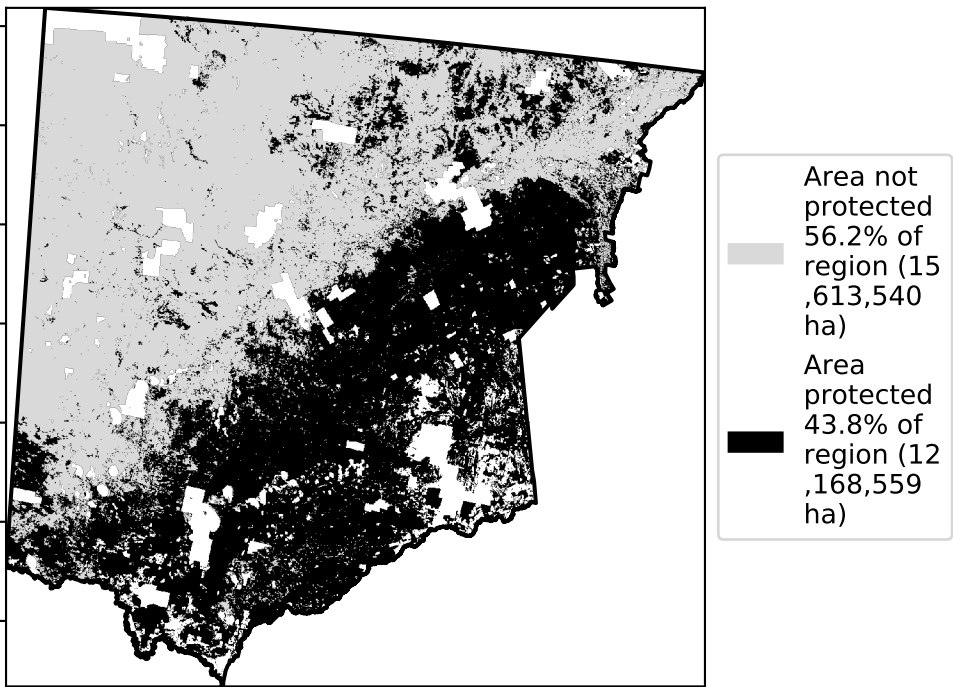 Area not
protected
56.2% of
region (15
,613,540
ha)
Area
protected
43.8% of
region (12
,168,559
ha)